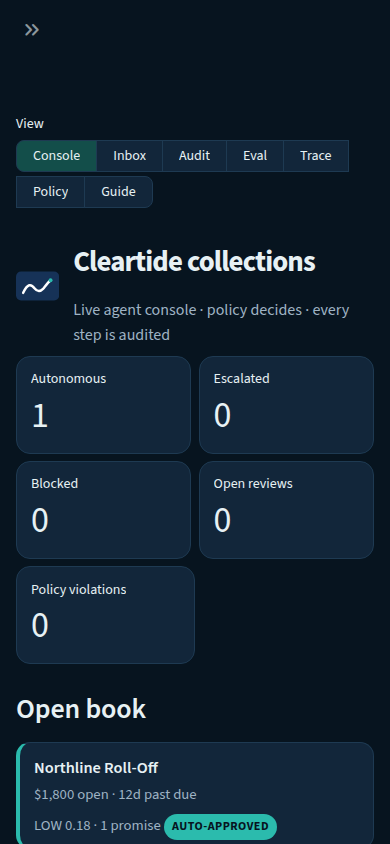 View
Console Inbox Audit Eval Trace
Policy Guide
Cleartide collections
Live agent console · policy decides · every
step is audited
Autonomous Escalated
1 0
Blocked Open reviews
0 0
Policy violations
0
Open book
Northline Roll-Off
$1,800 open · 12d past due
LOW 0.18 · 1 promise AUTO-APPROVED